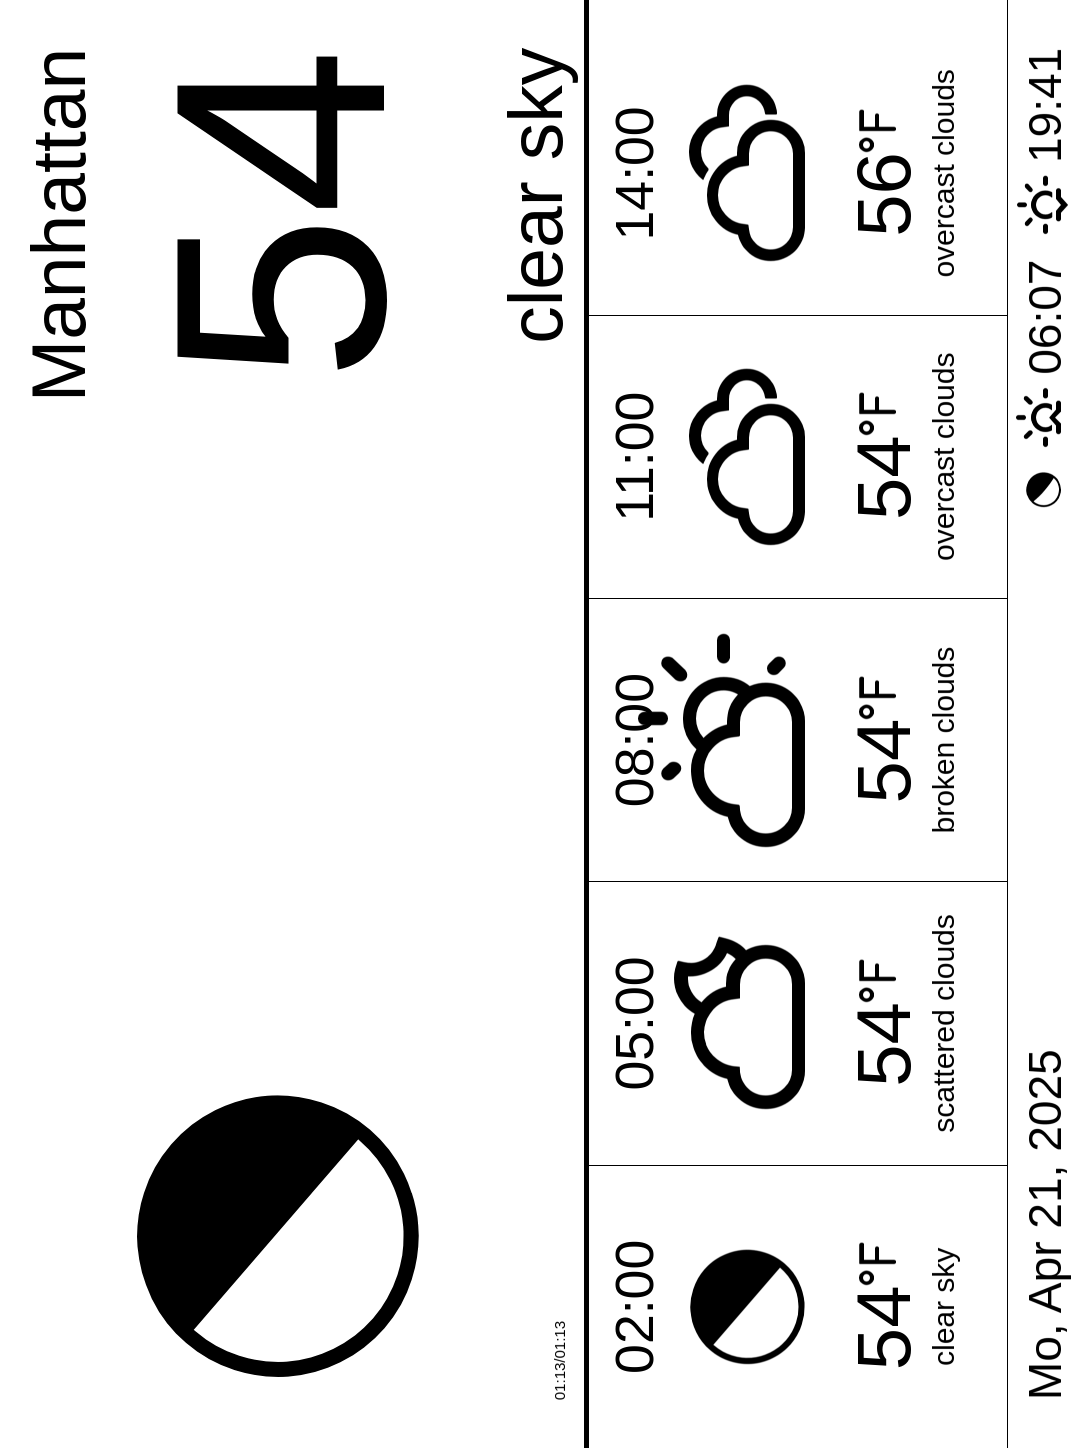 Manhattan
54
clear sky
01:13/01:13
02:00
54°F
clear sky
05:00
54°F
scattered clouds
08:00
54°F
broken clouds
11:00
54°F
overcast clouds
14:00
56°F
overcast clouds
Mo, Apr 21, 2025
06:07
19:41